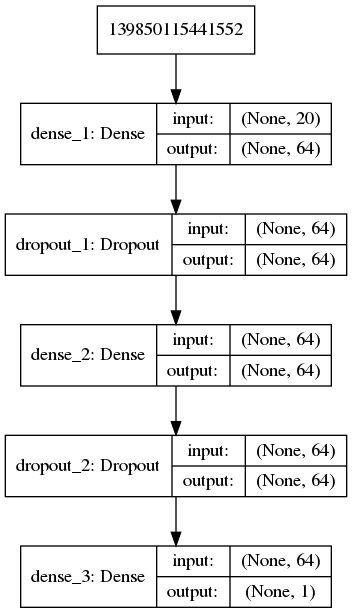 139850115441552
dense_1: Dense
input: (None, 20)
output: (None, 64)
dropout_1: Dropout
input: (None, 64)
output: (None, 64)
dense_2: Dense
input: (None, 64)
output: (None, 64)
dropout_2: Dropout
input: (None, 64)
output: (None, 64)
dense_3: Dense
input: (None, 64)
output: (None, 1)